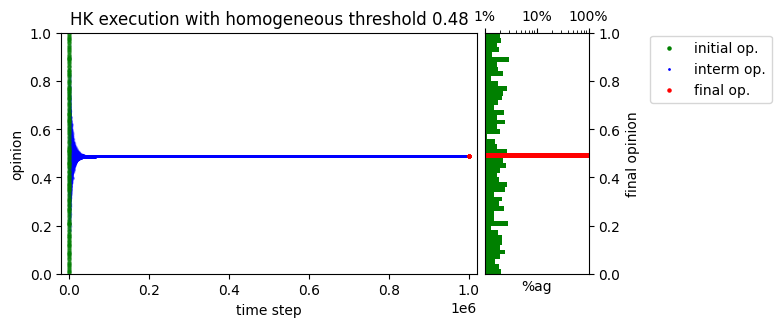 HK execution with homogeneous threshold 0.48
1% 10% 100%
1.0 1.0
0.8 0.8
0.6 0.6
0.4 0.4
0.2 0.2
0.0 0.0
opinion
final opinion
initial op.
interm op.
final op.
0.0 0.2 0.4 0.6 0.8 1.0
1e6
time step
%ag